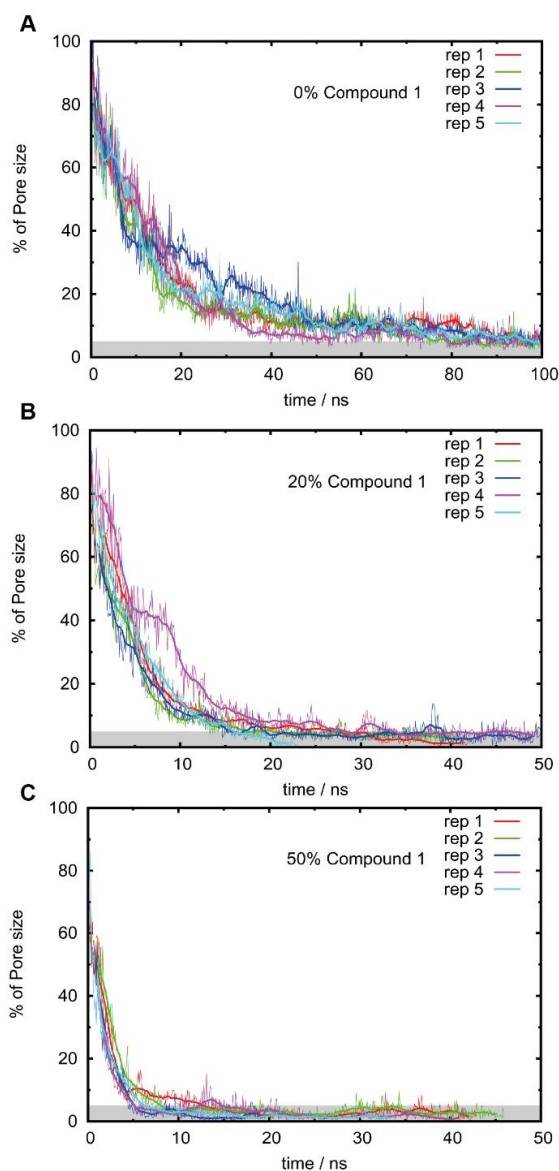 A
100
80
60
40
20
0
% of Pore size
0% Compound 1
rep 1
rep 2
rep 3
rep 4
rep 5
0 20 40 60 80 100
time / ns
B
100
80
60
40
20
0
% of Pore size
20% Compound 1
rep 1
rep 2
rep 3
rep 4
rep 5
0 10 20 30 40 50
time / ns
C
100
80
60
40
20
0
% of Pore size
50% Compound 1
rep 1
rep 2
rep 3
rep 4
rep 5
0 10 20 30 40 50
time / ns